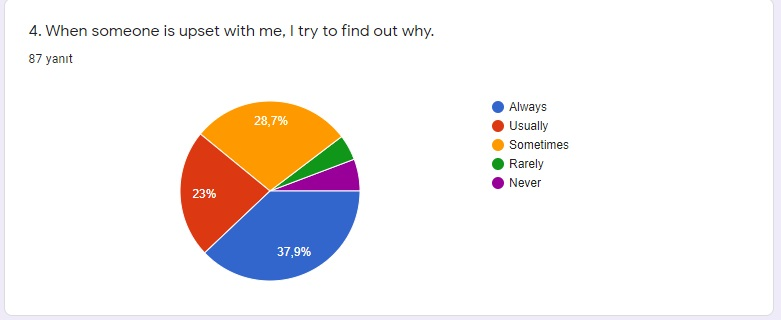 4. When someone is upset with me, I try to find out why.
87 yanıt
28,7%
23%
37,9%
Always
Usually
Sometimes
Rarely
Never